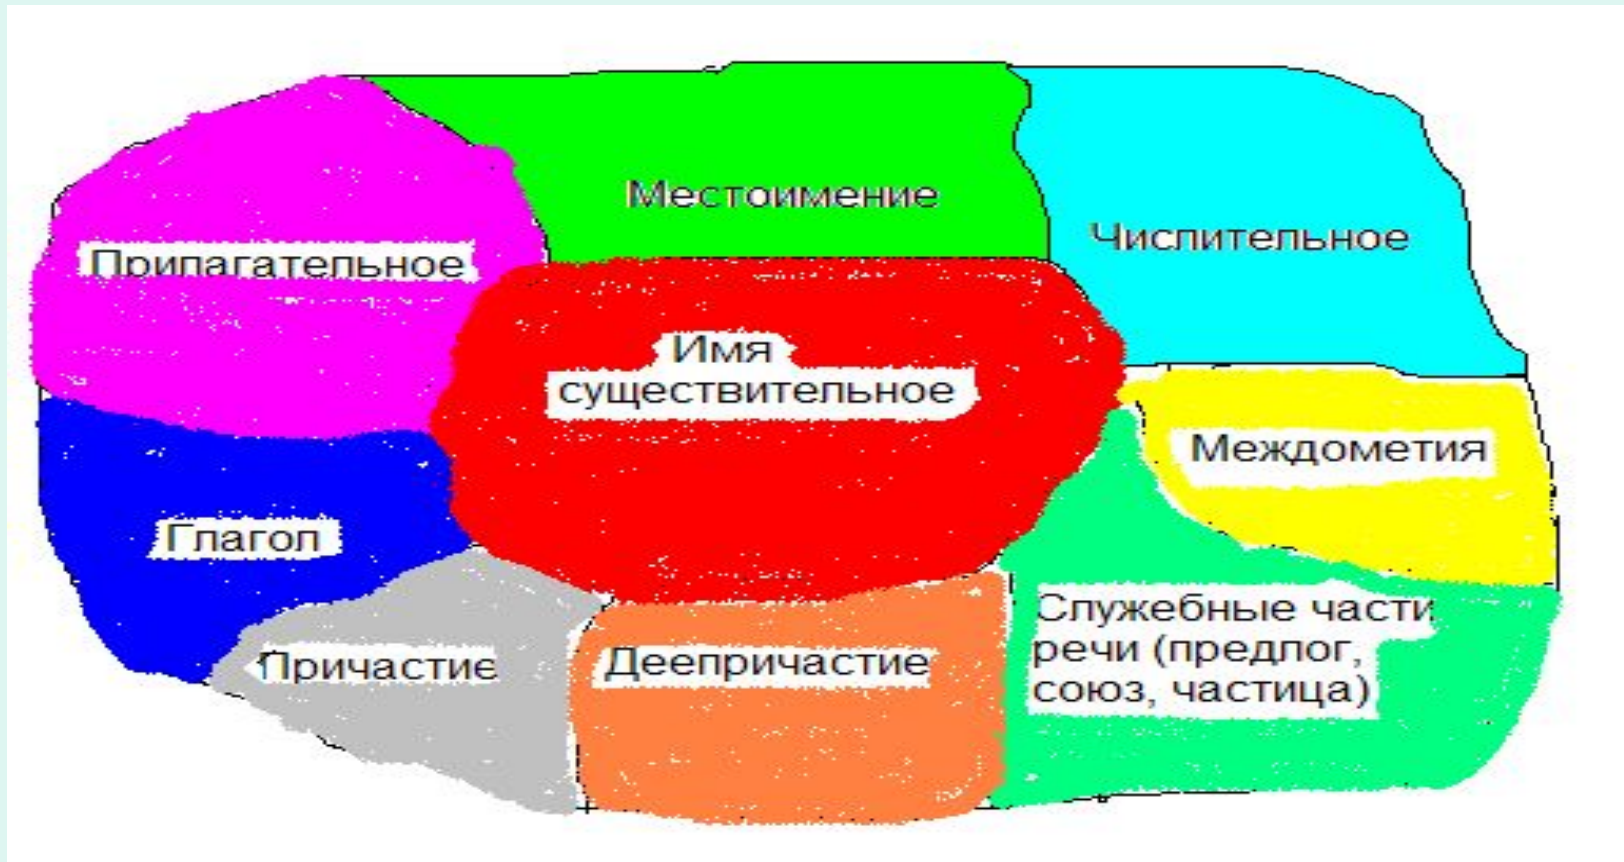 Местоимение
Числительное
Прилагательное
Имя
существительное
Междометия
Глагол
Служебные части
речи (предлог,
союз, частица)
Причастие
Деепричастие